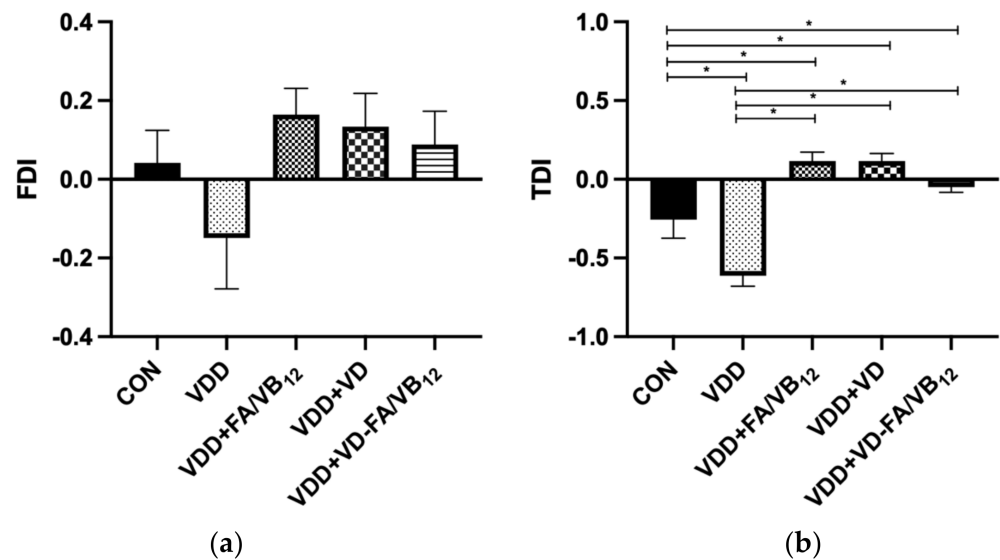 0.4
0.2
0.0
-0.2
-0.4
FDI
CON
VDD
VDD+FA/VB₁₂
VDD+VD
VDD+VD-FA/VB₁₂
(a)
1.0
0.5
0.0
-0.5
-1.0
TDI
*
*
*
*
*
*
*
CON
VDD
VDD+FA/VB₁₂
VDD+VD
VDD+VD-FA/VB₁₂
(b)